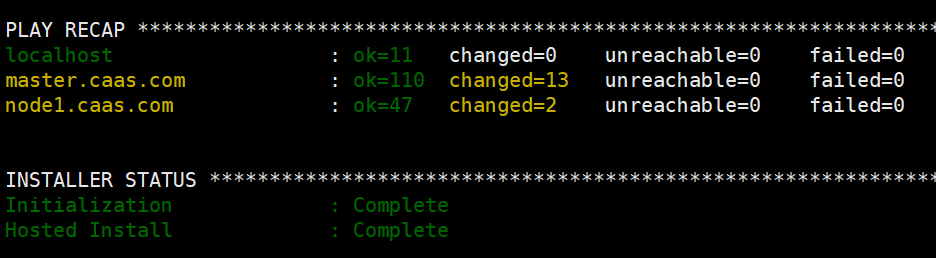 PLAY RECAP *******************************************************************
localhost : ok=11 changed=0 unreachable=0 failed=0
master.caas.com : ok=110 changed=13 unreachable=0 failed=0
node1.caas.com : ok=47 changed=2 unreachable=0 failed=0
INSTALLER STATUS *************************************************************
Initialization : Complete
Hosted Install : Complete